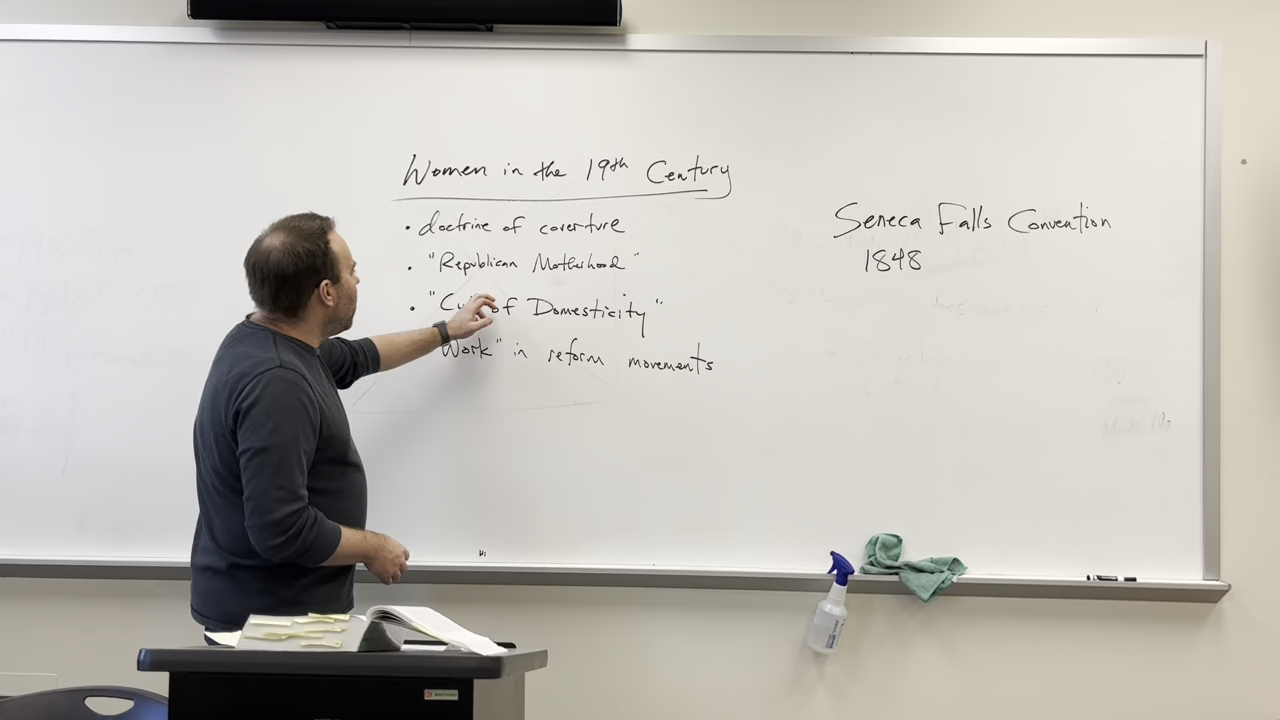 Women in the 19th Century
• doctrine of coverture
• "Republican Motherhood"
• "Cult of Domesticity"
Work" in reform movements
Seneca Falls Convention
1848
Hi